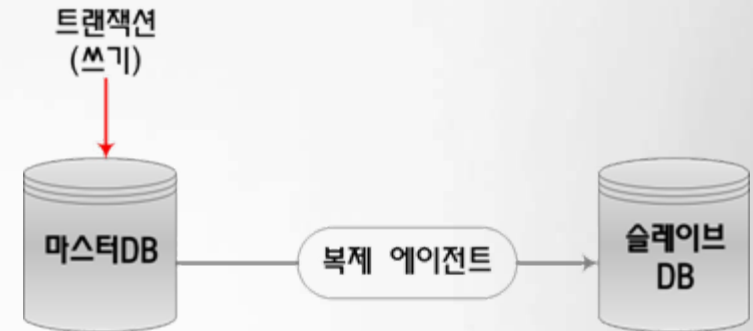 트랜잭션
(쓰기)
마스터DB
복제 에이전트
슬레이브
DB